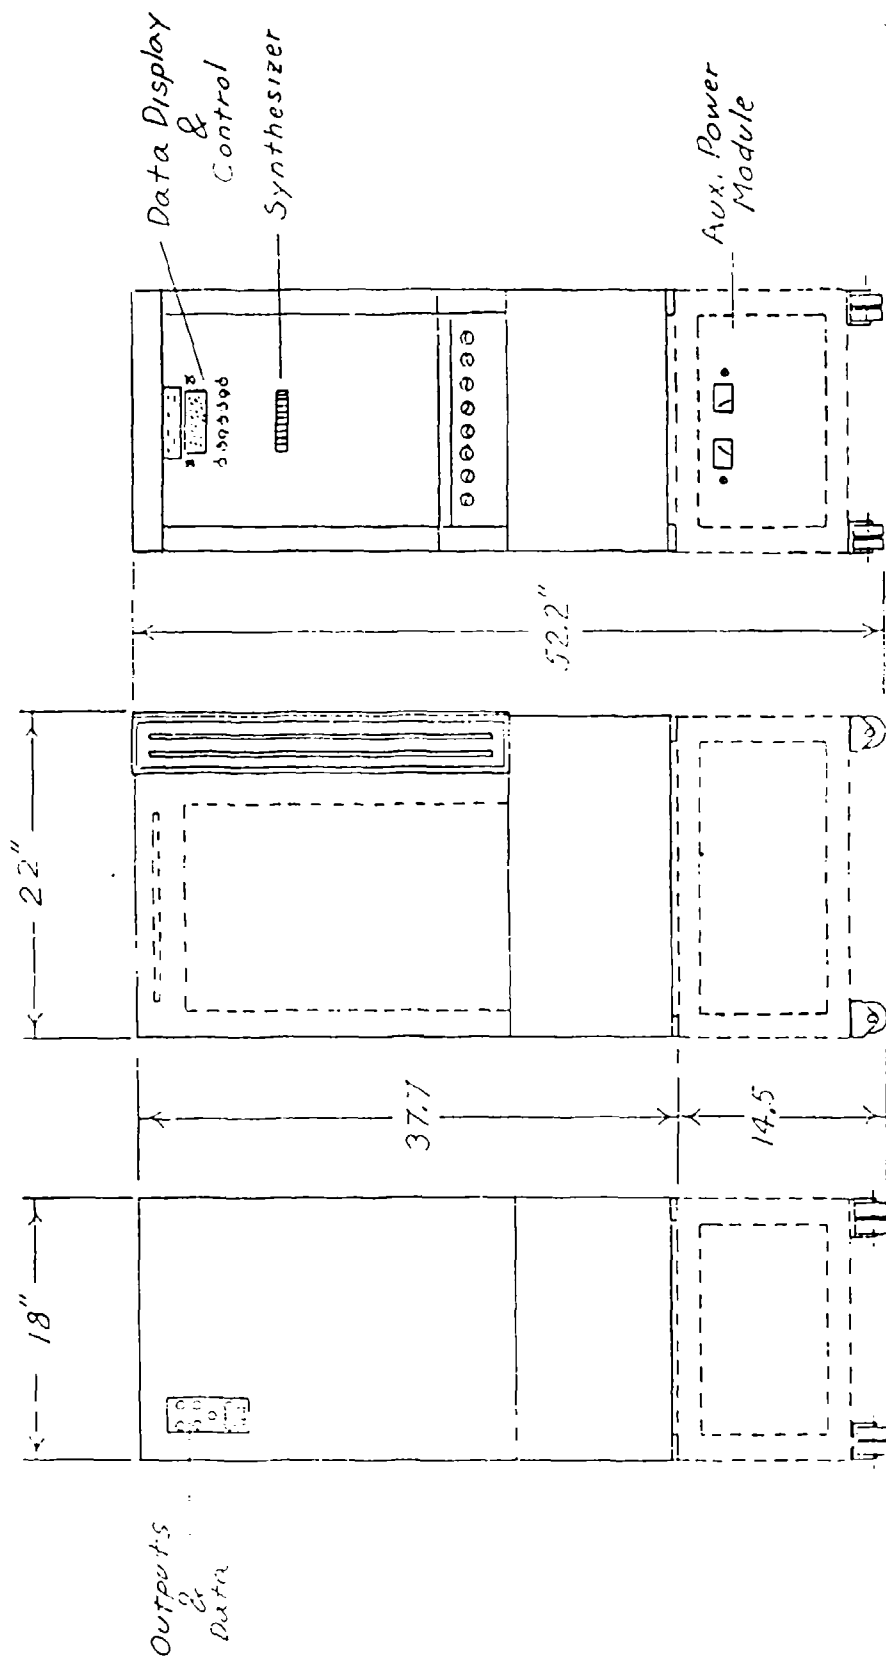 Outputs
&
Data
18"
22"
37.7
14.5
52.2"
Data Display
&
Control
Synthesizer
Aux. Power
Module